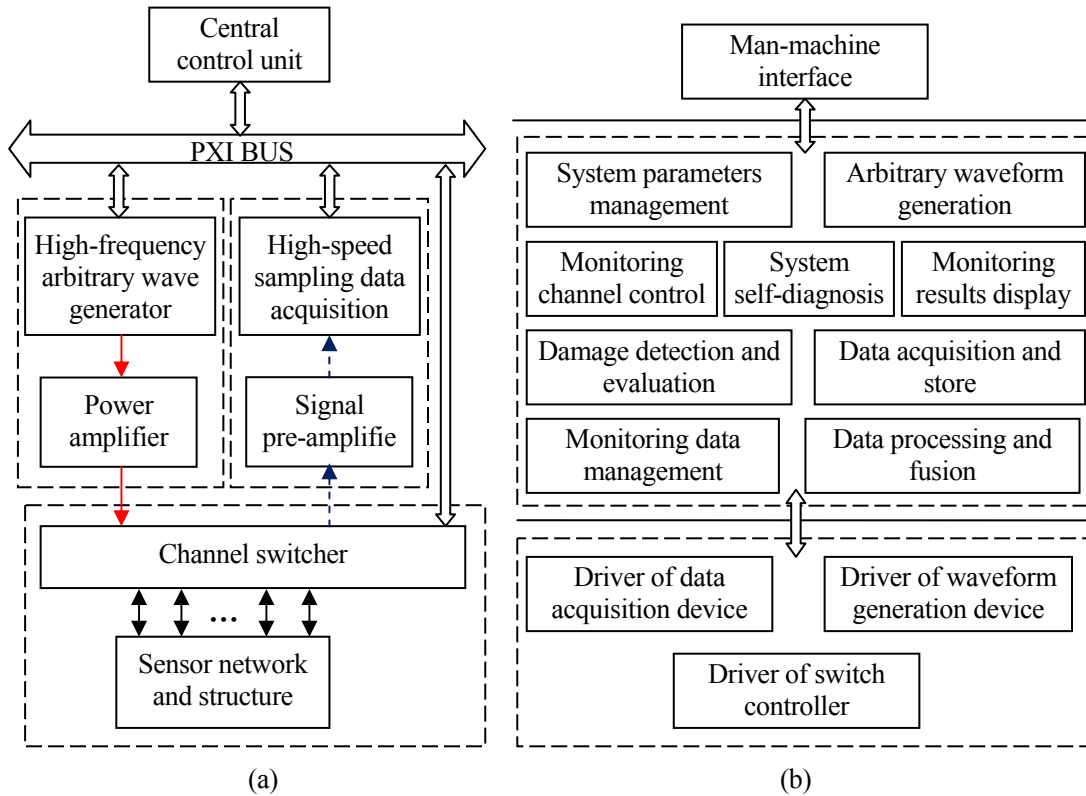 Central
control unit
PXI BUS
High-frequency
arbitrary wave
generator
High-speed
sampling data
acquisition
Power
amplifier
Signal
pre-amplifie
Channel switcher
...
Sensor network
and structure
(a)
Man-machine
interface
System parameters
management
Arbitrary waveform
generation
Monitoring
channel control
System
self-diagnosis
Monitoring
results display
Damage detection and
evaluation
Data acquisition and
store
Monitoring data
management
Data processing and
fusion
Driver of data
acquisition device
Driver of waveform
generation device
Driver of switch
controller
(b)